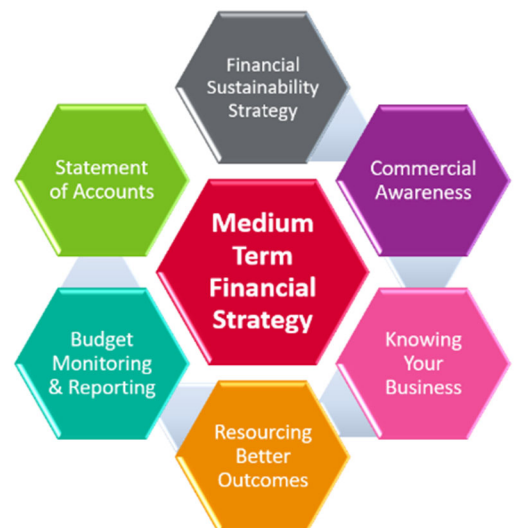 Financial
Sustainability
Strategy
Commercial
Awareness
Knowing
Your
Business
Resourcing
Better
Outcomes
Budget
Monitoring
& Reporting
Statement
of Accounts
Medium
Term
Financial
Strategy